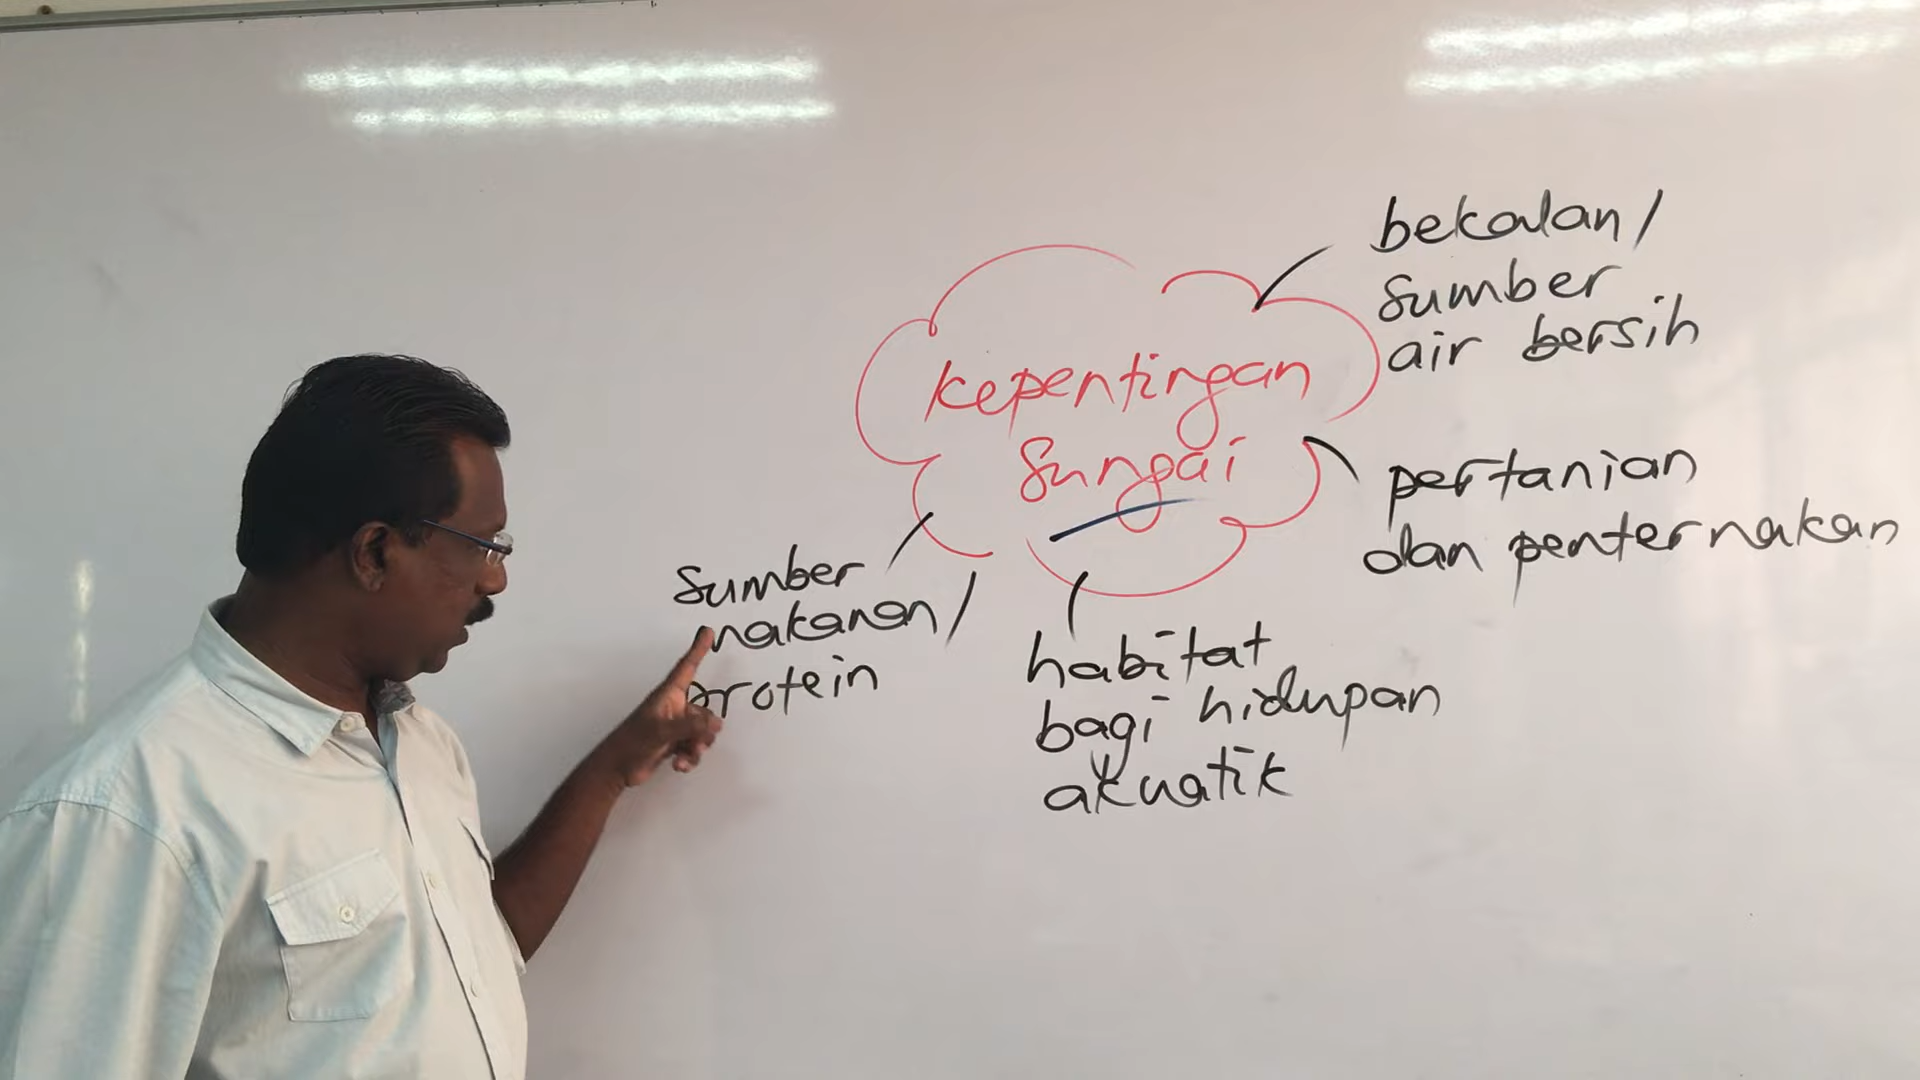 kepentingan
sungai
bekalan/
sumber
air bersih
pertanian
dan penternakan
habitat
bagi hidupan
akuatik
sumber
makanan/
protein